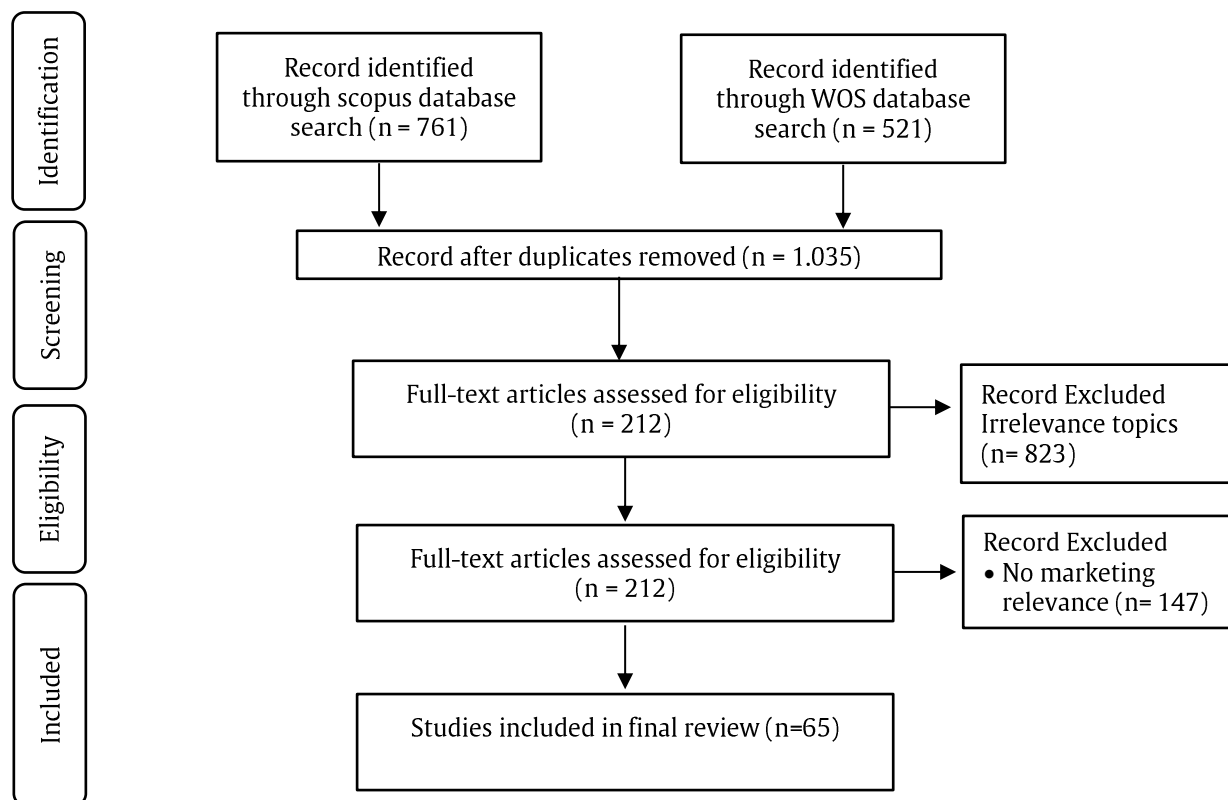 Identification
Record identified
through scopus database
search (n = 761)
Record identified
through WOS database
search (n = 521)
Screening
Record after duplicates removed (n = 1.035)
Full-text articles assessed for eligibility
(n = 212)
Record Excluded
Irrelevance topics
(n= 823)
Eligibility
Full-text articles assessed for eligibility
(n = 212)
Record Excluded
• No marketing
relevance (n= 147)
Included
Studies included in final review (n=65)